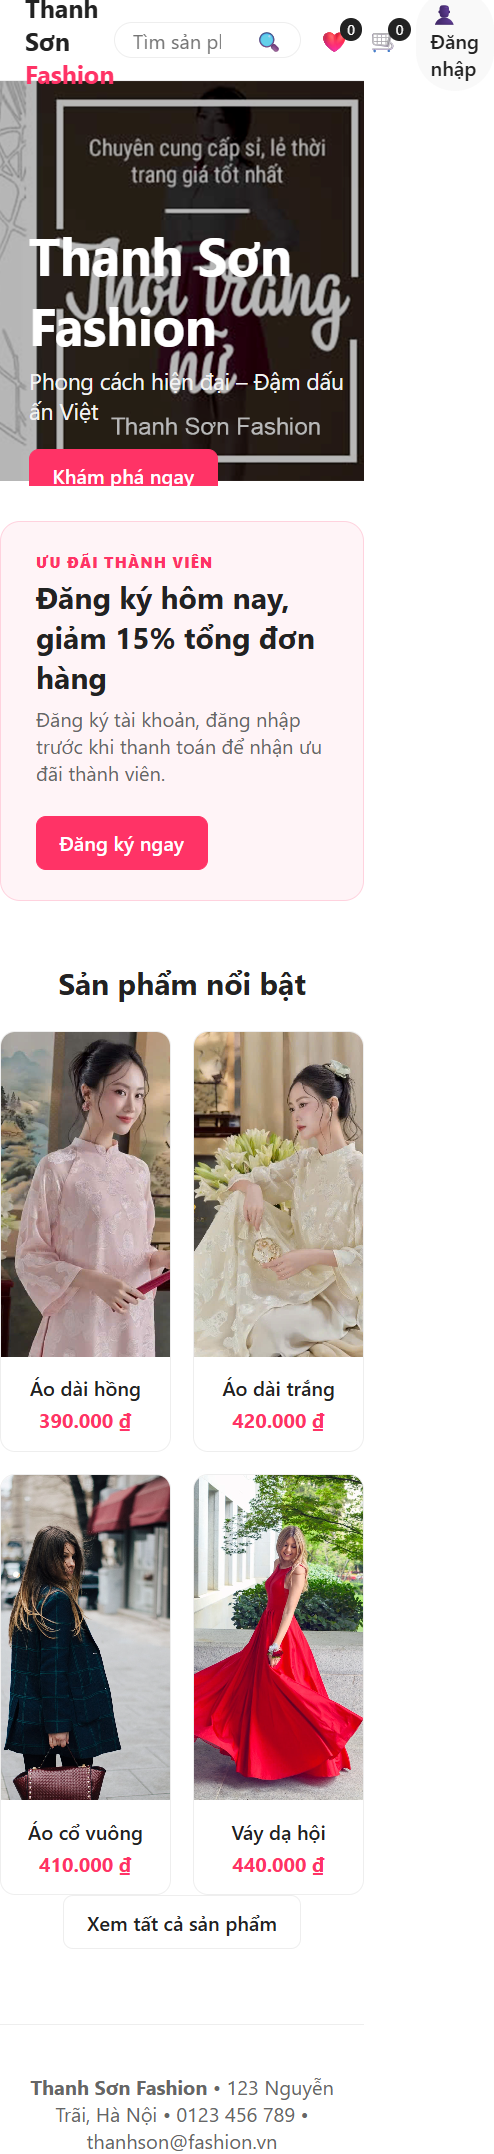 Thanh
Sơn
Fashion
Tìm sản pl
0
0
Đăng
nhập
Chuyên cung cấp sỉ, lẻ thời
trang giá tốt nhất
Thanh Sơn
Fashion
Thời trang
nữ
Phong cách hiện đại – Đậm dấu
ấn Việt
Thanh Sơn Fashion
Khám phá ngay
ƯU ĐÃI THÀNH VIÊN
Đăng ký hôm nay,
giảm 15% tổng đơn
hàng
Đăng ký tài khoản, đăng nhập
trước khi thanh toán để nhận ưu
đãi thành viên.
Đăng ký ngay
Sản phẩm nổi bật
Áo dài hồng
390.000 ₫
Áo dài trắng
420.000 ₫
Áo cổ vuông
410.000 ₫
Váy dạ hội
440.000 ₫
Xem tất cả sản phẩm
Thanh Sơn Fashion • 123 Nguyễn
Trãi, Hà Nội • 0123 456 789 •
thanhson@fashion.vn